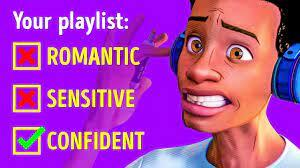 Your playlist:
ROMANTIC
SENSITIVE
CONFIDENT